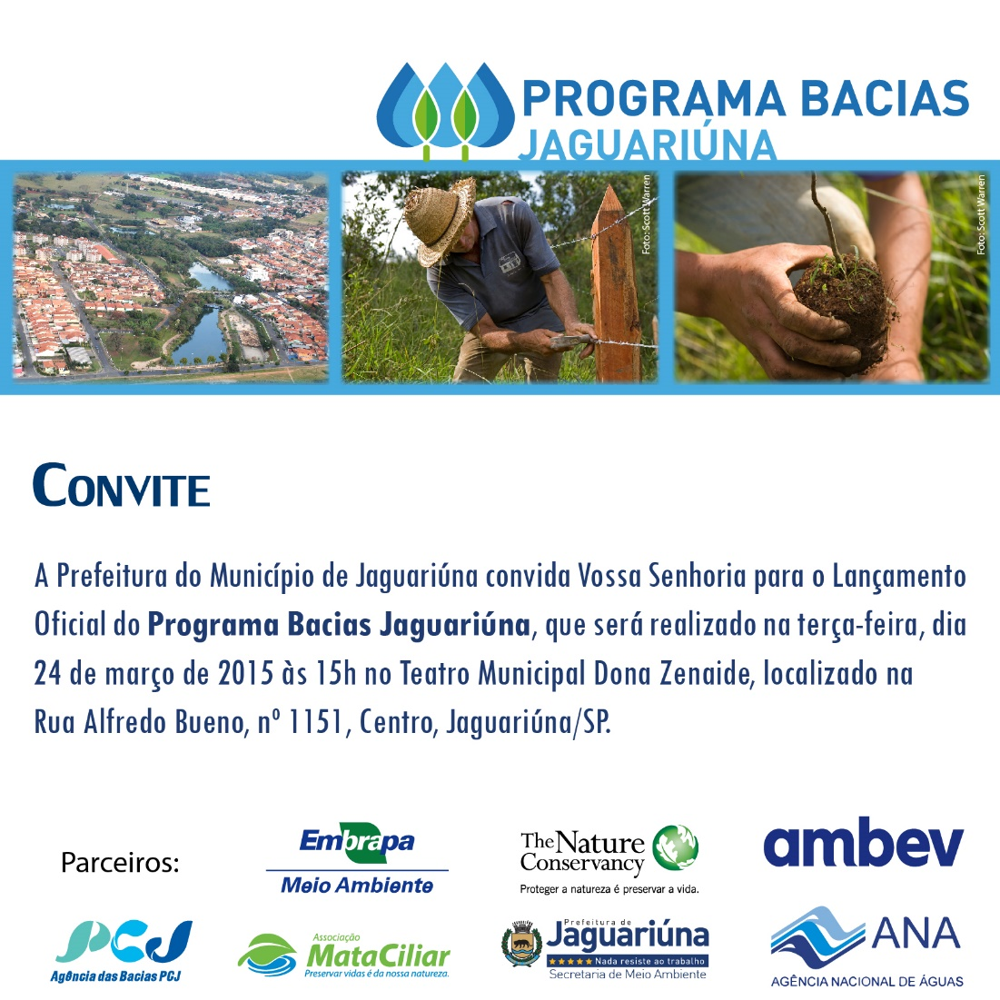 PROGRAMA BACIAS
JAGUARIÚNA
Foto: Scott Warren
Foto: Scott Warren
CONVITE
A Prefeitura do Município de Jaguariúna convida Vossa Senhoria para o Lançamento
Oficial do Programa Bacias Jaguariúna, que será realizado na terça-feira, dia
24 de março de 2015 às 15h no Teatro Municipal Dona Zenaide, localizado na
Rua Alfredo Bueno, nº 1151, Centro, Jaguariúna/SP.
Parceiros:
Embrapa
Meio Ambiente
The Nature
Conservancy
Proteger a natureza é preservar a vida.
ambev
PCJ
Agência das Bacias PCJ
Associação
MataCiliar
Preservar vidas é da nossa natureza.
Prefeitura de
Jaguariúna
Nada resiste ao trabalho
Secretaria de Meio Ambiente
ANA
AGÊNCIA NACIONAL DE ÁGUAS